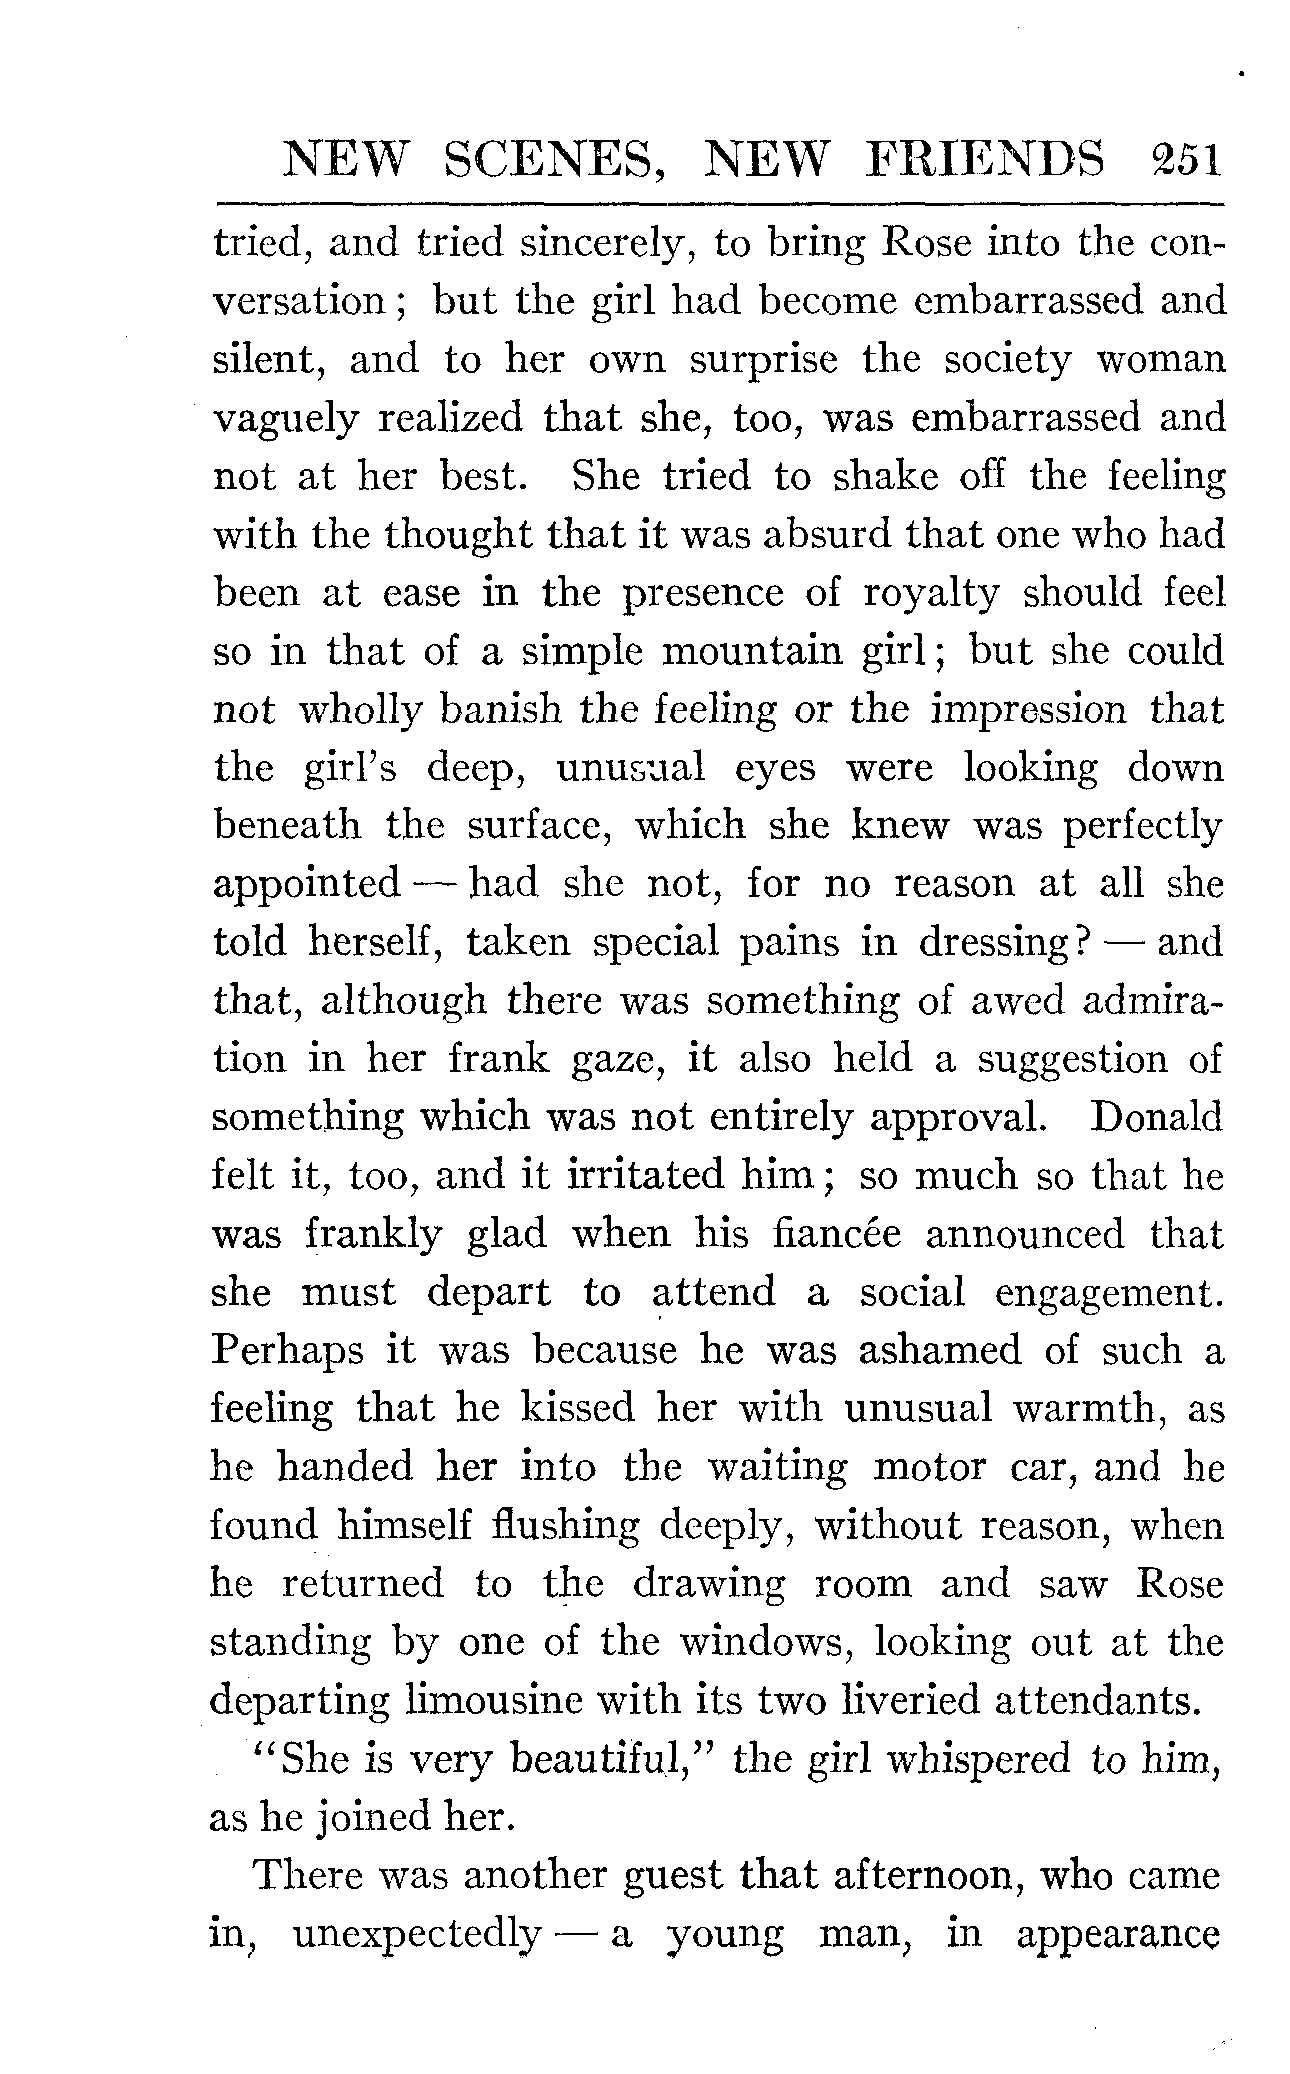 NEW SCENES, NEW FRIENDS 251
tried, and tried sincerely, to bring Rose into the con-
versation; but the girl had become embarrassed and
silent, and to her own surprise the society woman
vaguely realized that she, too, was embarrassed and
not at her best. She tried to shake off the feeling
with the thought that it was absurd that one who had
been at ease in the presence of royalty should feel
so in that of a simple mountain girl; but she could
not wholly banish the feeling or the impression that
the girl's deep, unusual eyes were looking down
beneath the surface, which she knew was perfectly
appointed — had she not, for no reason at all she
told herself, taken special pains in dressing? — and
that, although there was something of awed admira-
tion in her frank gaze, it also held a suggestion of
something which was not entirely approval. Donald
felt it, too, and it irritated him; so much so that he
was frankly glad when his fiancée announced that
she must depart to attend a social engagement.
Perhaps it was because he was ashamed of such a
feeling that he kissed her with unusual warmth, as
he handed her into the waiting motor car, and he
found himself flushing deeply, without reason, when
he returned to the drawing room and saw Rose
standing by one of the windows, looking out at the
departing limousine with its two liveried attendants.
"She is very beautiful," the girl whispered to him,
as he joined her.
There was another guest that afternoon, who came
in, unexpectedly — a young man, in appearance